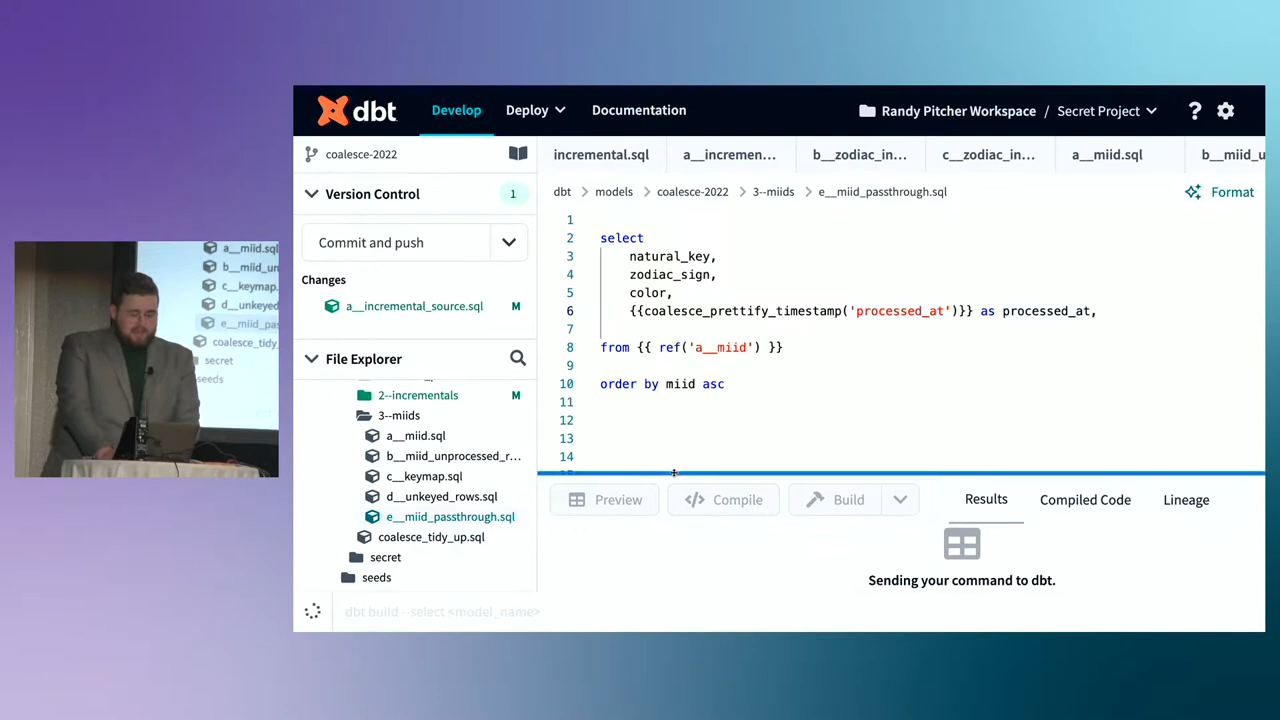 dbt
Develop
Deploy
Documentation
Randy Pitcher Workspace / Secret Project
?
coalesce-2022
incremental.sql
a__incremen...
b__zodiac_in...
c__zodiac_in...
a__miid.sql
b__miid_u
Version Control
1
dbt > models > coalesce-2022 > 3--miids > e__miid_passthrough.sql
Format
Commit and push
Changes
a__incremental_source.sql M
File Explorer
2--incrementals M
3--miids
a__miid.sql
b__miid_unprocessed_r...
c__keymap.sql
d__unkeyed_rows.sql
e__miid_passthrough.sql
coalesce_tidy_up.sql
secret
seeds
1
2 select
3 natural_key,
4 zodiac_sign,
5 color,
6 {{coalesce_prettify_timestamp('processed_at')}} as processed_at,
7
8 from {{ ref('a__miid') }}
9
10 order by miid asc
11
12
13
14
Preview
Compile
Build
Results
Compiled Code
Lineage
Sending your command to dbt.
dbt build --select <model_name>
a__miid.sql
b__miid_un
c__keymap.
d__unkeyed
e__miid_pas
coalesce_tidy_
secret
seeds